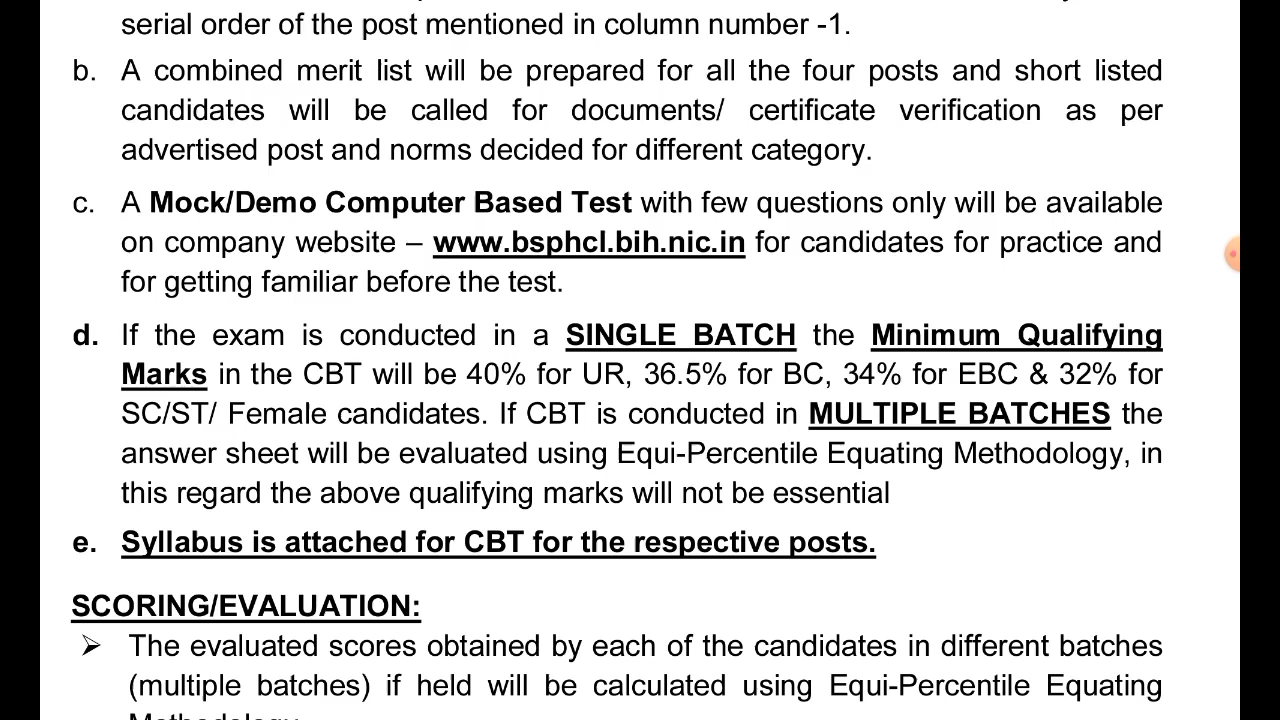 serial order of the post mentioned in column number -1.
b. A combined merit list will be prepared for all the four posts and short listed
candidates will be called for documents/ certificate verification as per
advertised post and norms decided for different category.
c. A Mock/Demo Computer Based Test with few questions only will be available
on company website – www.bsphcl.bih.nic.in for candidates for practice and
for getting familiar before the test.
d. If the exam is conducted in a SINGLE BATCH the Minimum Qualifying
Marks in the CBT will be 40% for UR, 36.5% for BC, 34% for EBC & 32% for
SC/ST/ Female candidates. If CBT is conducted in MULTIPLE BATCHES the
answer sheet will be evaluated using Equi-Percentile Equating Methodology, in
this regard the above qualifying marks will not be essential
e. Syllabus is attached for CBT for the respective posts.
SCORING/EVALUATION:
➢ The evaluated scores obtained by each of the candidates in different batches
(multiple batches) if held will be calculated using Equi-Percentile Equating